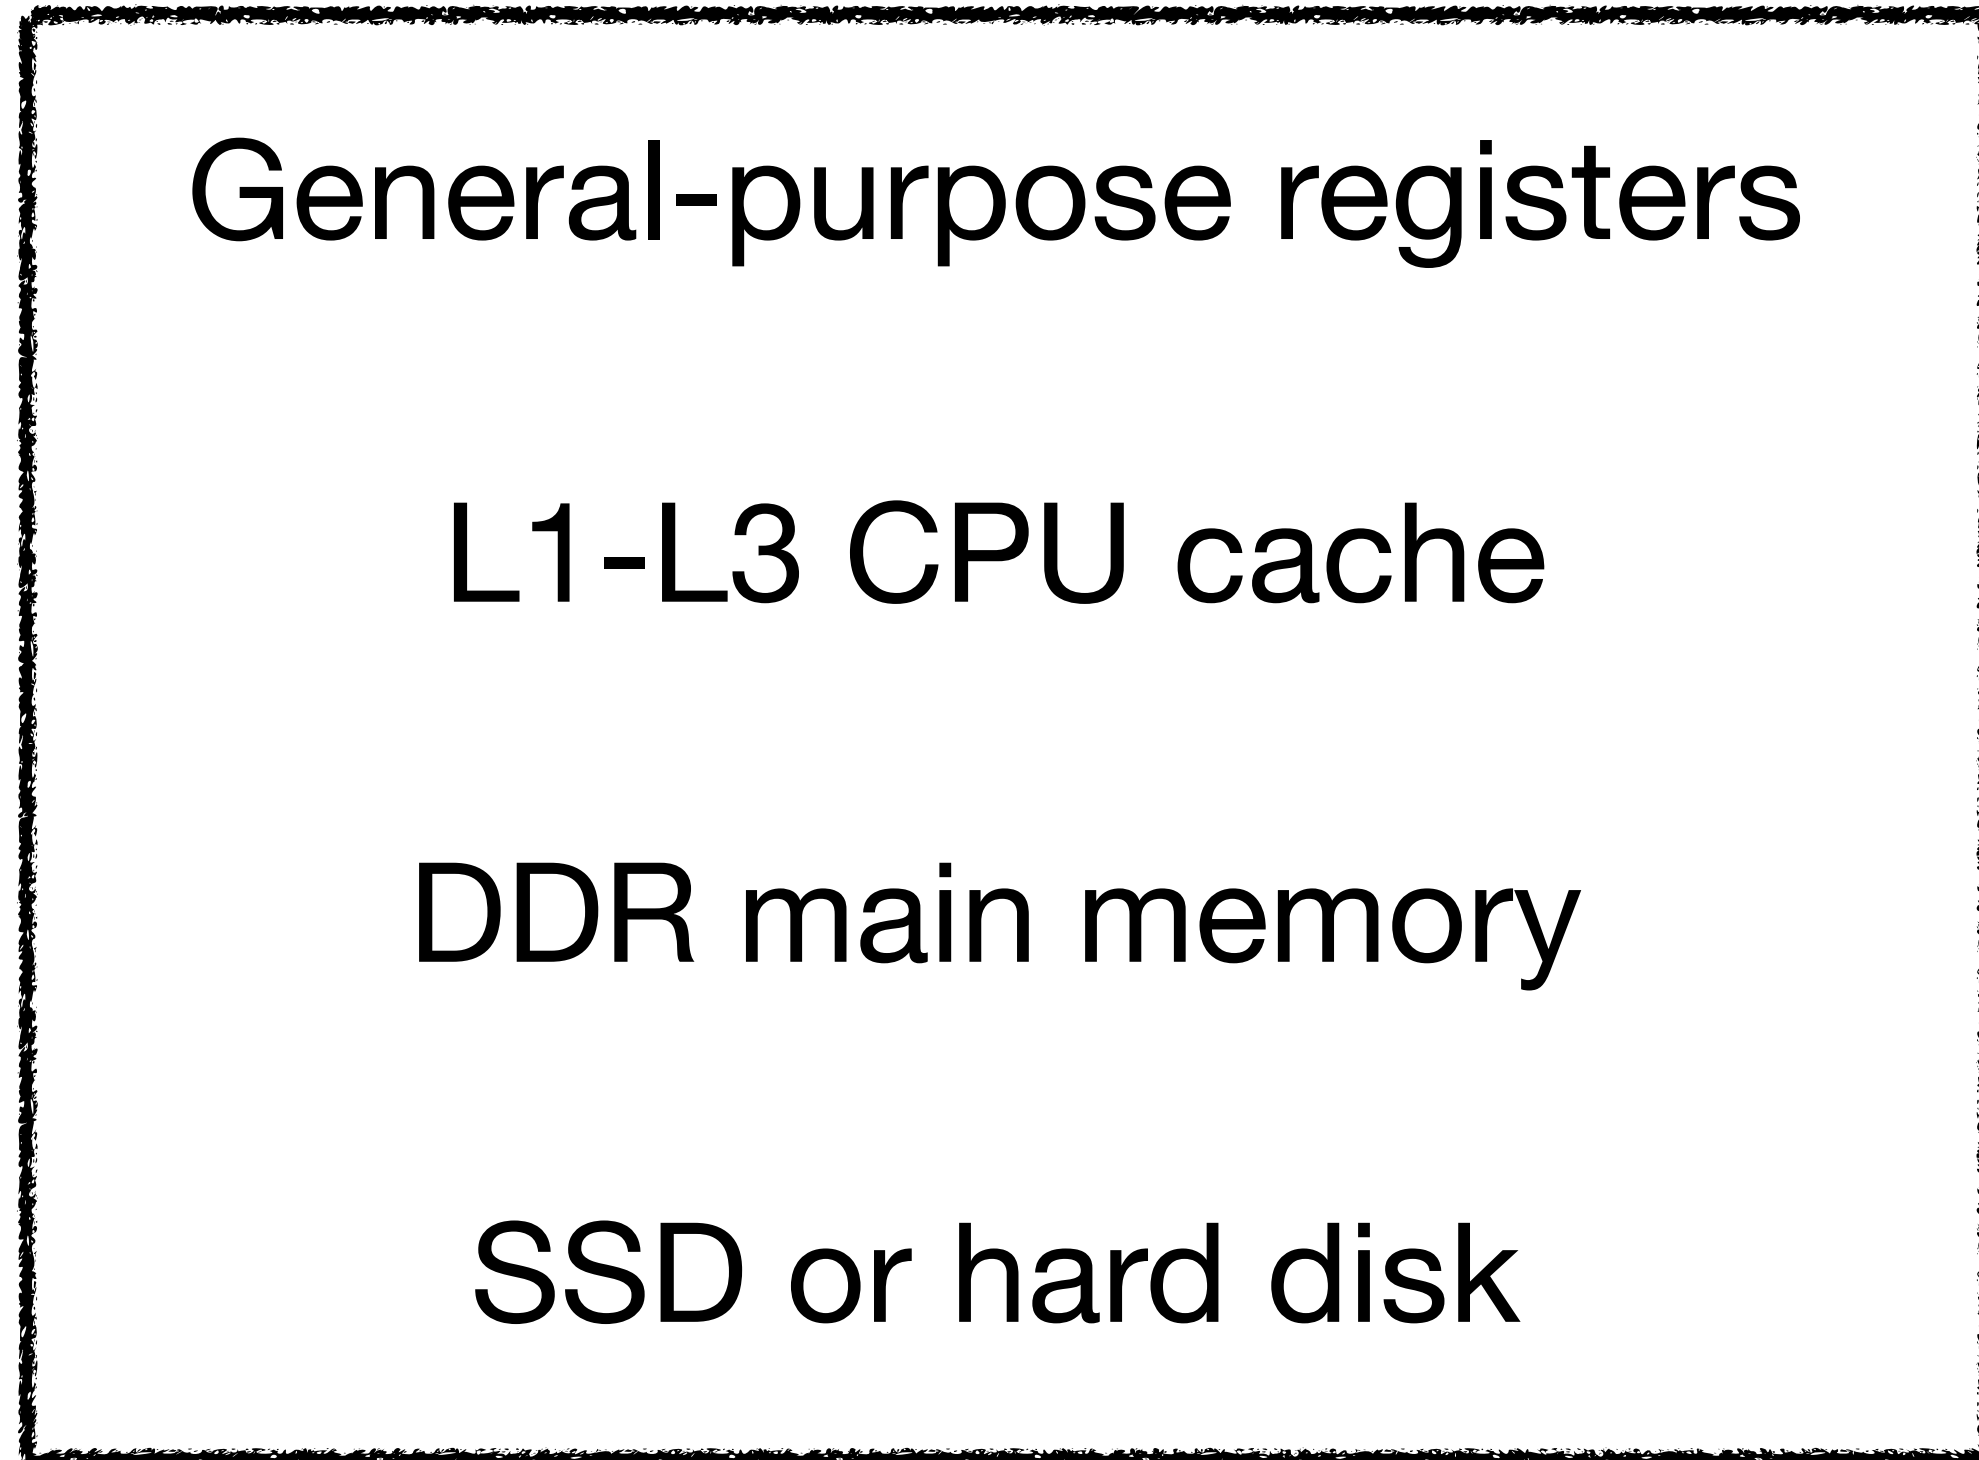 General-purpose registers
L1-L3 CPU cache
DDR main memory
SSD or hard disk